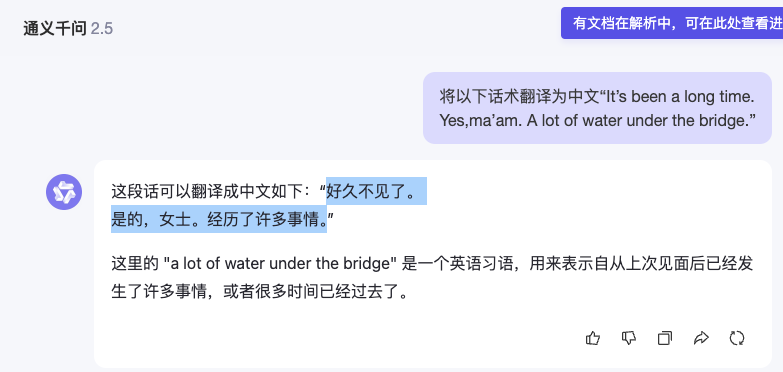 通义千问 2.5
有文档在解析中，可在此处查看进
将以下话术翻译为中文“It’s been a long time.
Yes,ma’am. A lot of water under the bridge.”
这段话可以翻译成中文如下：“好久不见了。
是的，女士。经历了许多事情。”
这里的 "a lot of water under the bridge" 是一个英语习语，用来表示自从上次见面后已经发
生了许多事情，或者很多时间已经过去了。